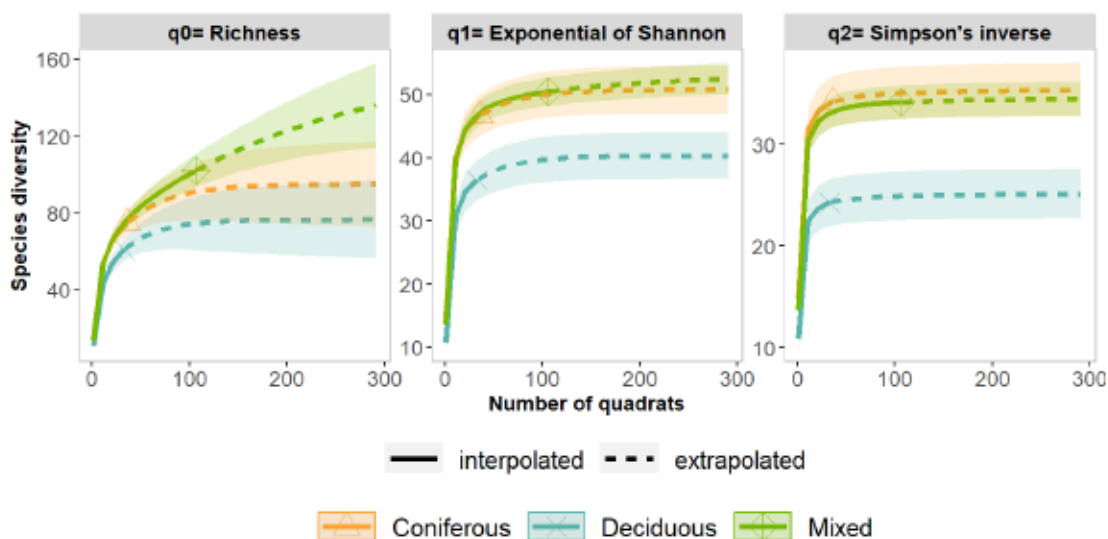 q0= Richness
q1= Exponential of Shannon
q2= Simpson's inverse
Species diversity
160
120
80
40
50
40
30
20
10
30
20
10
0 100 200 300
0 100 200 300
0 100 200 300
Number of quadrats
interpolated extrapolated
Coniferous Deciduous Mixed